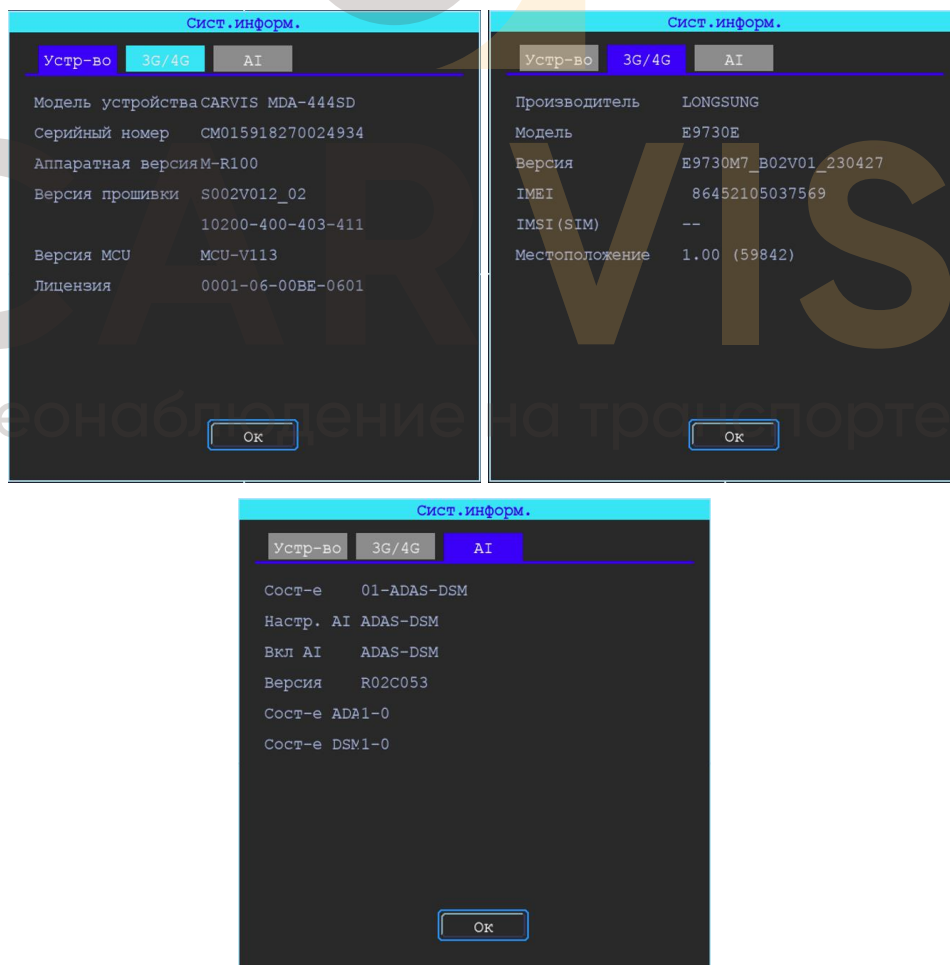 Сист.информ.
Устр-во 3G/4G AI
Модель устройства CARVIS MDA-444SD
Серийный номер CM015918270024934
Аппаратная версия M-R100
Версия прошивки S002V012_02
10200-400-403-411
Версия MCU MCU-V113
Лицензия 0001-06-00BE-0601
Ок
Сист.информ.
Устр-во 3G/4G AI
Производитель LONGSUNG
Модель E9730E
Версия E9730M7_B02V01_230427
IMEI 86452105037569
IMSI(SIM) --
Местоположение 1.00 (59842)
Ок
CARVIS
еонаблюдение на транспорте
Сист.информ.
Устр-во 3G/4G AI
Сост-е 01-ADAS-DSM
Настр. AI ADAS-DSM
Вкл AI ADAS-DSM
Версия R02C053
Сост-е ADA1-0
Сост-е DSM1-0
Ок